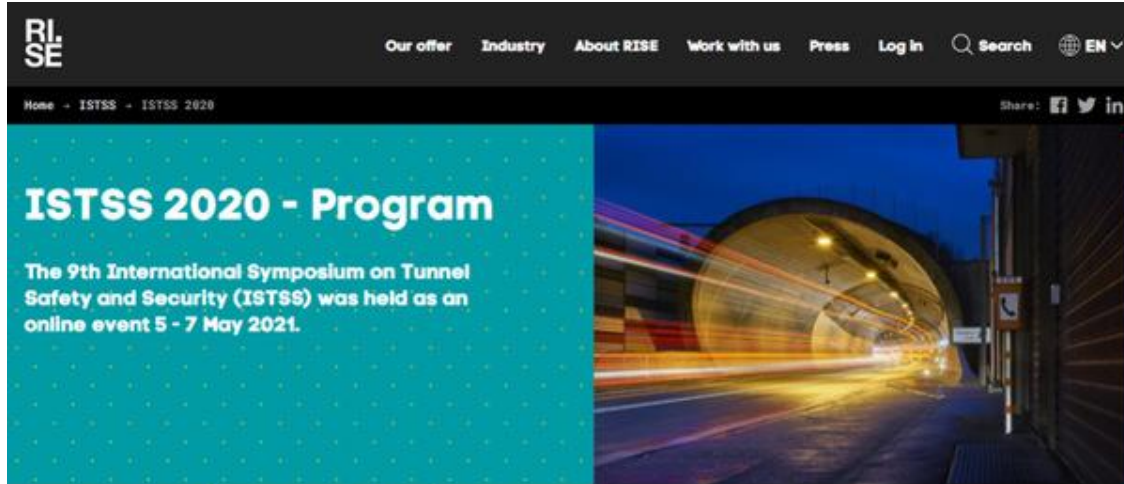 RI.
SE
Our offer Industry About RISE Work with us Press Log in Search EN
Home → ISTSS → ISTSS 2020
Share:
ISTSS 2020 - Program
The 9th International Symposium on Tunnel
Safety and Security (ISTSS) was held as an
online event 5 - 7 May 2021.